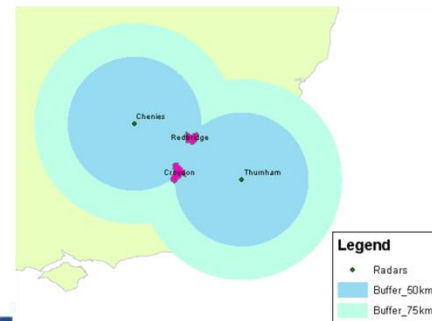 Chenies
Redbridge
Croydon
Thurnham
Legend
Radars
Buffer_50km
Buffer_75km